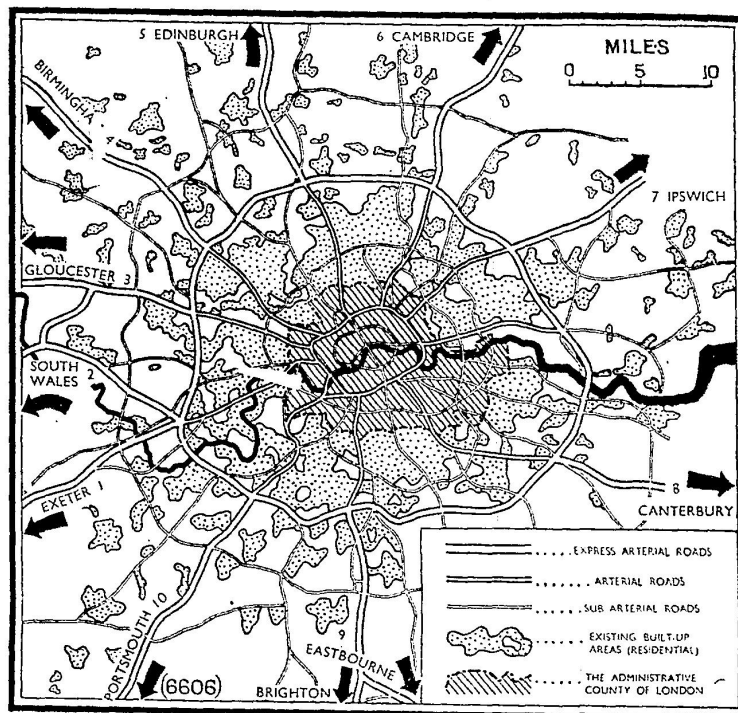 5 EDINBURGH
6 CAMBRIDGE
MILES
0 5 10
BIRMINGHA
4
7 IPSWICH
GLOUCESTER 3
SOUTH
WALES 2
EXETER 1
8
CANTERBURY
PORTSMOUTH 10
(6606)
9
BRIGHTON
EASTBOURNE
..... EXPRESS ARTERIAL ROADS
...... ARTERIAL ROADS
..... SUB ARTERIAL ROADS
..... EXISTING BUILT-UP
AREAS (RESIDENTIAL)
..... THE ADMINISTRATIVE
COUNTY OF LONDON